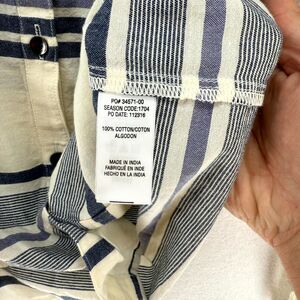 PO# 34571-00
SEASON CODE:1704
PO DATE: 112316
100% COTTON/COTON
ALGODON
MADE IN INDIA
FABRIQUÉ EN INDE
HECHO EN LA INDIA